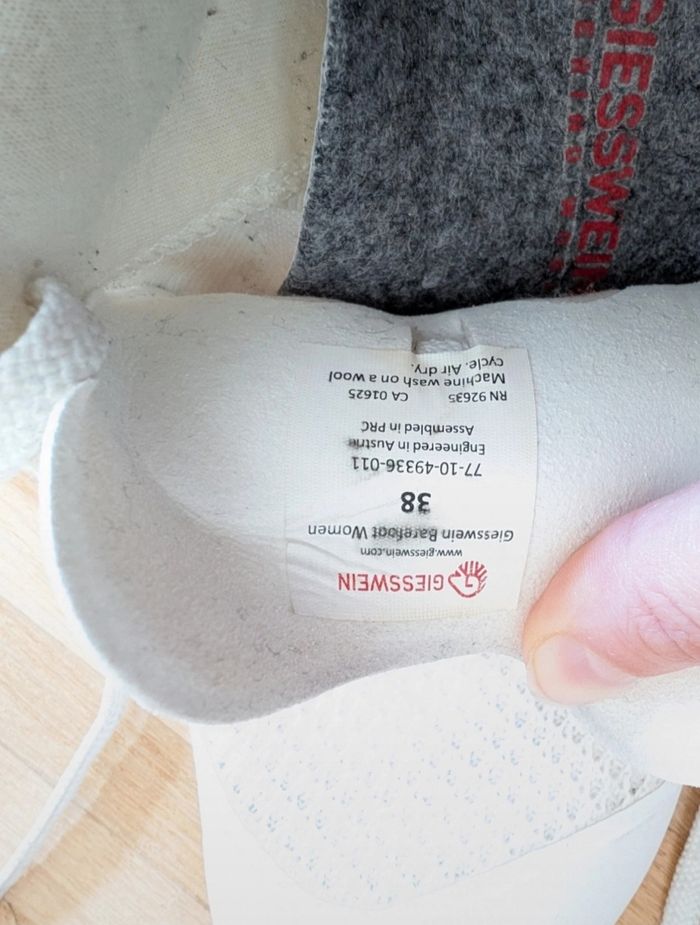 GIESSWEIN
www.giesswein.com
Giesswein Barefoot Women
38
77-10-49336-011
Engineered in Austria
Assembled in PRC
RN 92635 CA 01625
Machine wash on a wool
cycle. Air dry.
GIESSWEIN